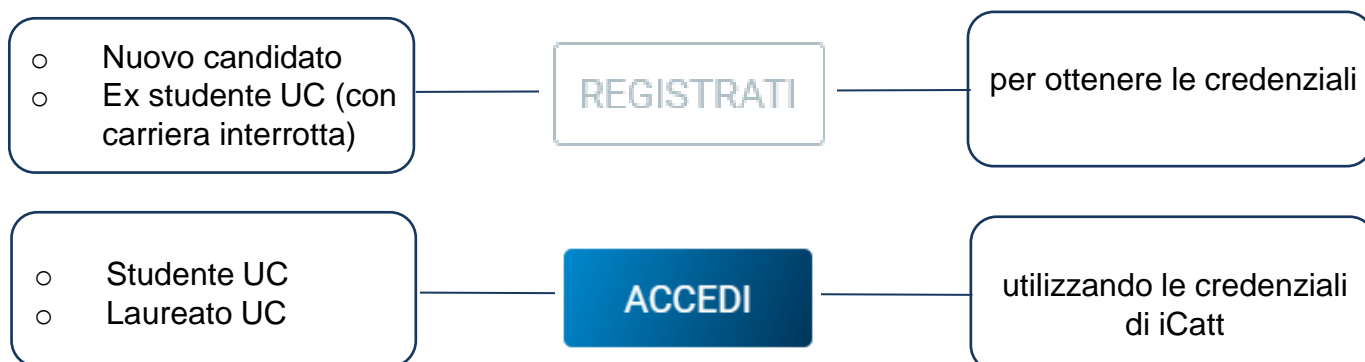 o Nuovo candidato
o Ex studente UC (con
carriera interrotta)
REGISTRATI
per ottenere le credenziali
o Studente UC
o Laureato UC
ACCEDI
utilizzando le credenziali
di iCatt